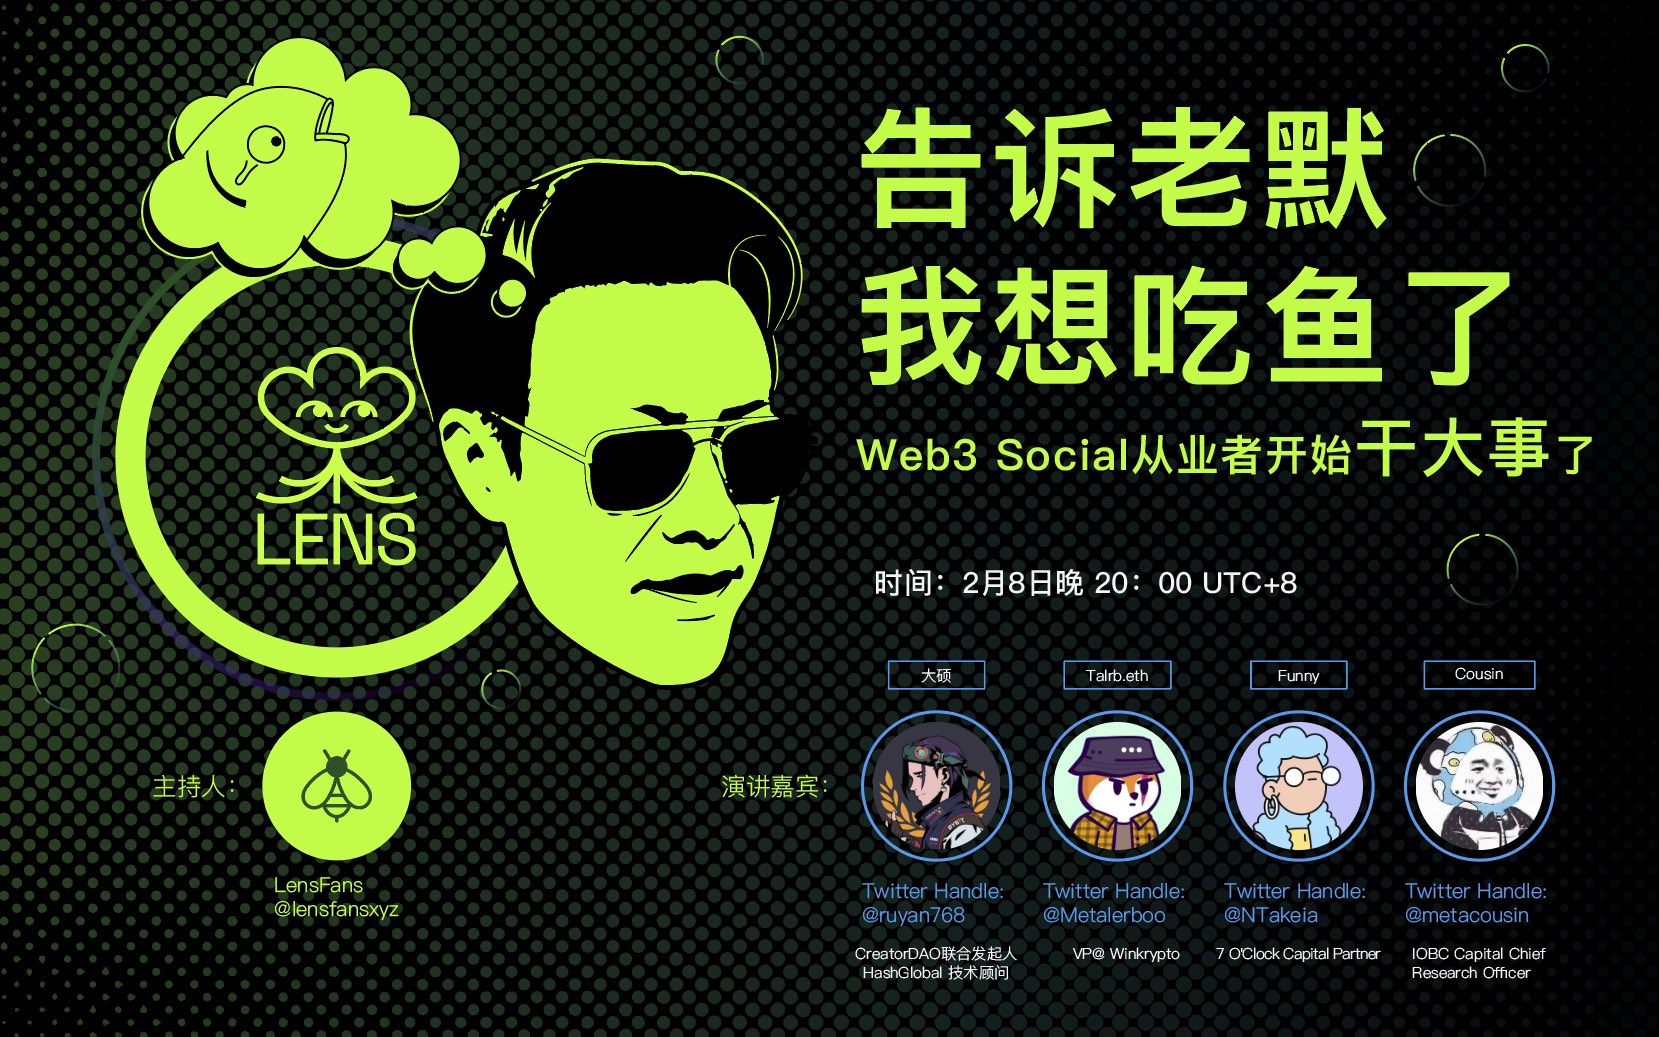 告诉老默
我想吃鱼了
Web3 Social从业者开始干大事了
LENS
时间：2月8日晚 20：00 UTC+8
主持人：
LensFans
@lensfansxyz
演讲嘉宾：
大硕
Twitter Handle:
@ruyan768
CreatorDAO联合发起人
HashGlobal 技术顾问
Talrb.eth
Twitter Handle:
@Metalerboo
VP@ Winkrypto
Funny
Twitter Handle:
@NTakeia
7 O'Clock Capital Partner
Cousin
Twitter Handle:
@metacousin
IOBC Capital Chief
Research Officer